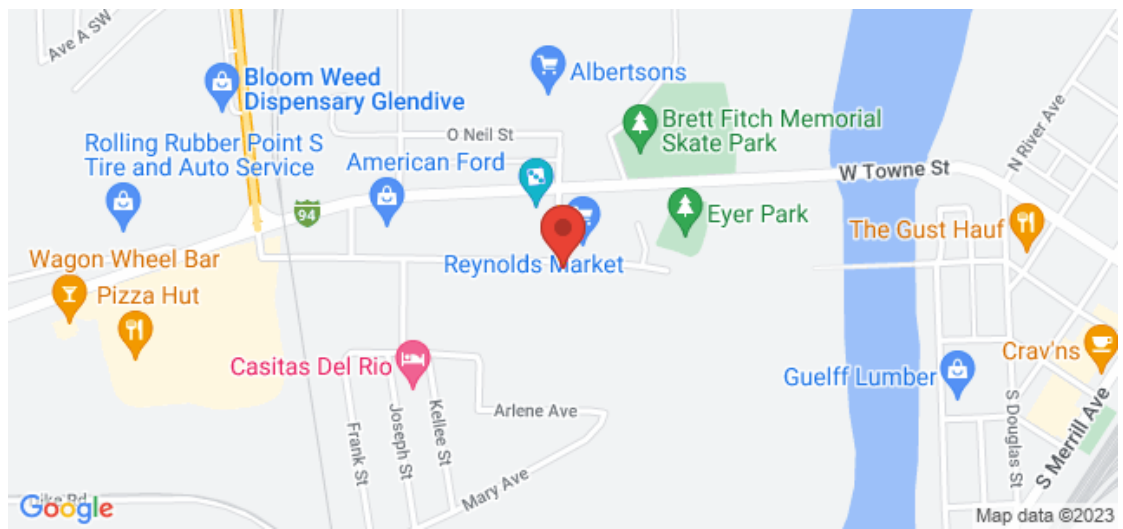 Ave A SW
Bloom Weed
Dispensary Glendive
Albertsons
O Neil St
Brett Fitch Memorial
Skate Park
N River Ave
Rolling Rubber Point S
Tire and Auto Service
American Ford
W Towne St
94
Eyer Park
The Gust Hauf
Wagon Wheel Bar
Reynolds Market
Pizza Hut
Casitas Del Rio
Crav'ns
Guelff Lumber
Arlene Ave
Kellee St
Joseph St
Frank St
S Douglas St
S Merrill Ave
Mary Ave
Google
Map data ©2023